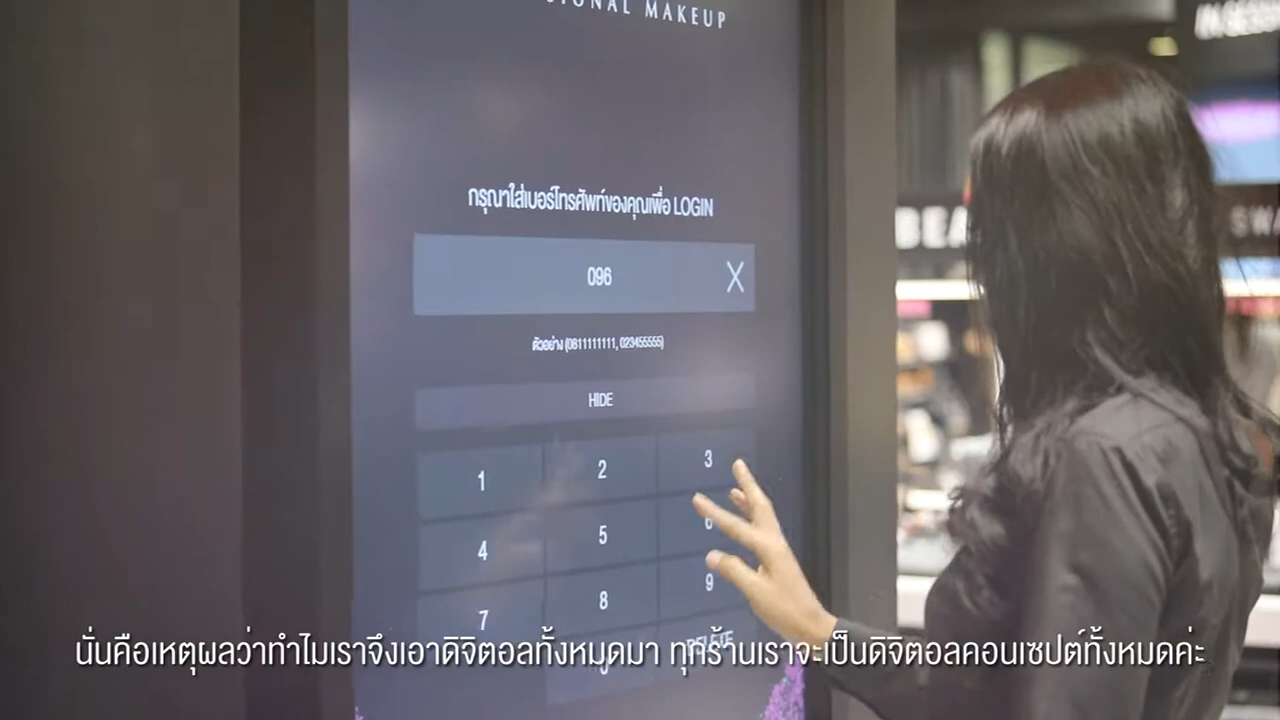 MAKEUP
กรุณาใส่เบอร์โทรศัพท์ของคุณเพื่อ LOGIN
096
ตัวอย่าง (0811111111, 023455555)
HIDE
1 2 3
4 5 6
7 8 9
DELETE
นั่นคือเหตุผลว่าทำไมเราจึงเอาดิจิตอลทั้งหมดมา ทุกร้านเราจะเป็นดิจิตอลคอนเซปต์ทั้งหมดค่ะ